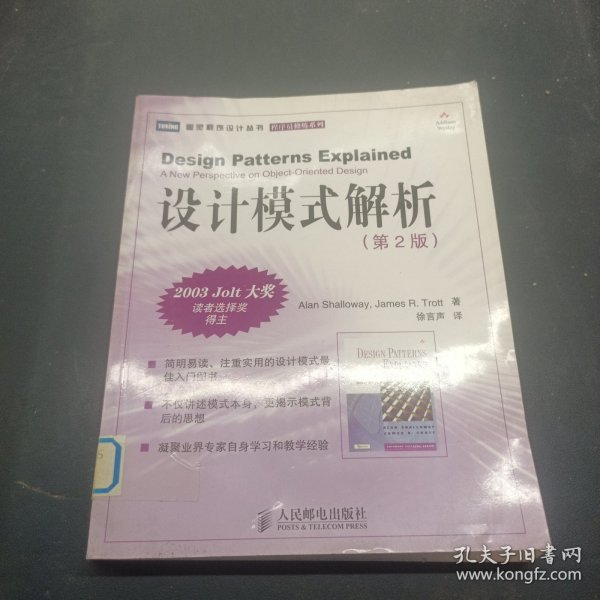 TURING 图灵程序设计丛书 程序员修炼系列
Addison
Wesley
Design Patterns Explained
A New Perspective on Object-Oriented Design
设计模式解析
(第2版)
2003 Jolt 大奖
读者选择奖
得主
Alan Shalloway, James R. Trott 著
徐言声 译
■ 简明易读、注重实用的设计模式最
佳入门图书
■ 不仅讲述模式本身，更揭示模式背
后的思想
■ 凝聚业界专家自身学习和教学经验
DESIGN PATTERNS
EXPLAINED
ALAN SHALLOWAY
JAMES R. TROTT
人民邮电出版社
POSTS & TELECOM PRESS
孔夫子旧书网
www.kongfz.com